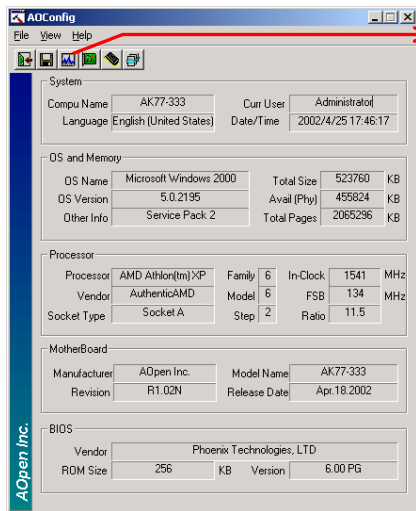 AOConfig
File View Help
System
Compu Name AK77-333 Curr User Administrator
Language English (United States) Date/Time 2002/4/25 17:46:17
OS and Memory
OS Name Microsoft Windows 2000 Total Size 523760 KB
OS Version 5.0.2195 Avail (Phy) 455824 KB
Other Info Service Pack 2 Total Pages 2065296 KB
Processor
Processor AMD Athlon(tm) XP Family 6 In-Clock 1541 MHz
Vendor AuthenticAMD Model 6 FSB 134 MHz
Socket Type Socket A Step 2 Ratio 11.5
MotherBoard
Manufacturer AOpen Inc. Model Name AK77-333
Revision R1.02N Release Date Apr.18.2002
BIOS
Vendor Phoenix Technologies, LTD
ROM Size 256 KB Version 6.00 PG
AOpen Inc.